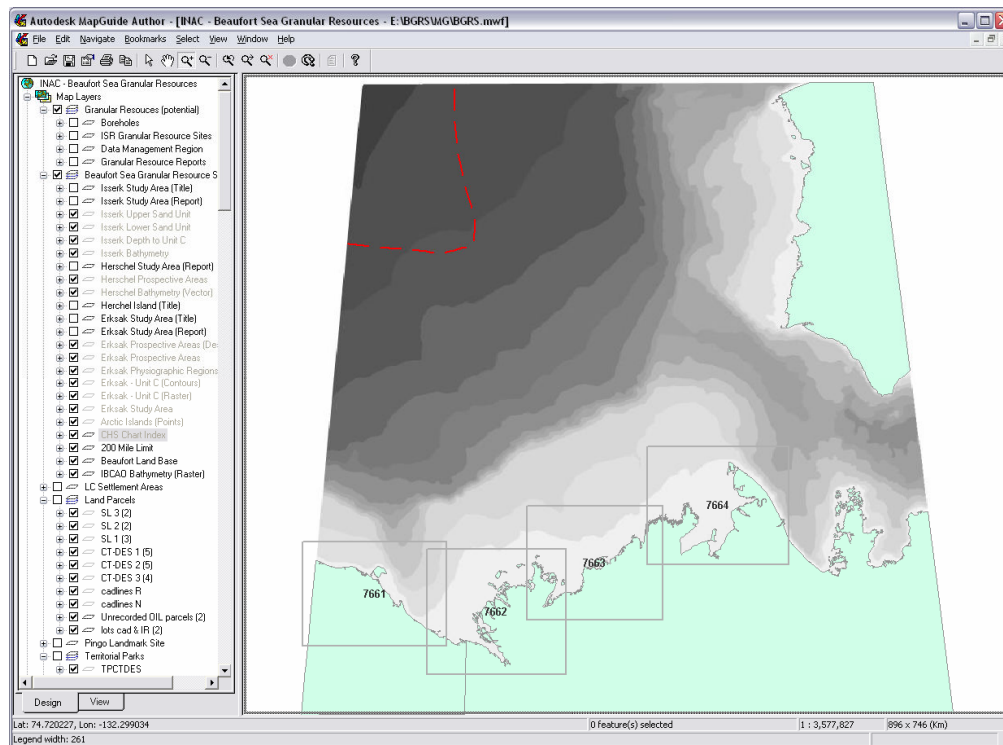 Autodesk MapGuide Author - [INAC - Beaufort Sea Granular Resources - E:\BGRS\MG\BGRS.mwf]
File Edit Navigate Bookmarks Select View Window Help
INAC - Beaufort Sea Granular Resources
Map Layers
Granular Resouces (potential)
Boreholes
ISR Granular Resource Sites
Data Management Region
Granular Resource Reports
Beaufort Sea Granular Resource S
Isserk Study Area (Title)
Isserk Study Area (Report)
Isserk Upper Sand Unit
Isserk Lower Sand Unit
Isserk Depth to Unit C
Isserk Bathymetry
Herschel Study Area (Report)
Herschel Prospective Areas
Herschel Bathymetry (Vector)
Herchel Island (Title)
Erksak Study Area (Title)
Erksak Study Area (Report)
Erksak Prospective Areas (De
Erksak Prospective Areas
Erksak Physiographic Regions
Erksak - Unit C (Contours)
Erksak - Unit C (Raster)
Erksak Study Area
Arctic Islands (Points)
CHS Chart Index
200 Mile Limit
Beaufort Land Base
IBCAO Bathymetry (Raster)
LC Settlement Areas
Land Parcels
SL 3 (2)
SL 2 (2)
SL 1 (3)
CT-DES 1 (5)
CT-DES 2 (5)
CT-DES 3 (4)
cadlines R
cadlines N
Unrecorded OIL parcels (2)
lots cad & IR (2)
Pingo Landmark Site
Territorial Parks
TPCTDES
Design View
7664
7663
7661
7662
Lat: 74.720227, Lon: -132.299034 0 feature(s) selected 1 : 3,577,827 896 x 746 (Km)
Legend width: 261